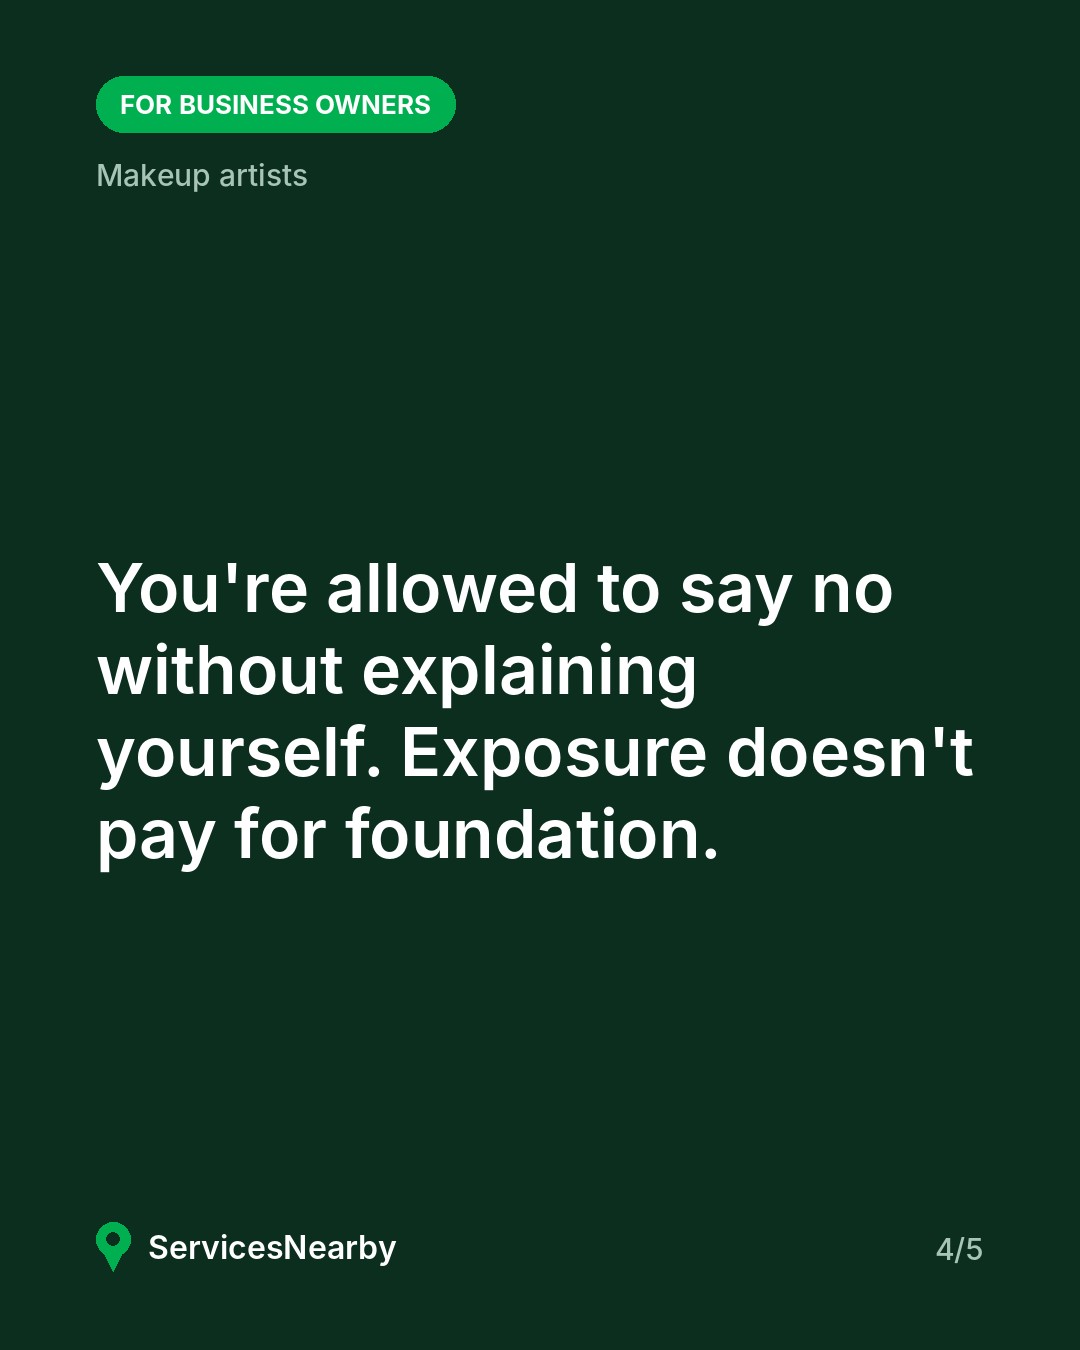 FOR BUSINESS OWNERS
Makeup artists
You're allowed to say no
without explaining
yourself. Exposure doesn't
pay for foundation.
ServicesNearby
4/5